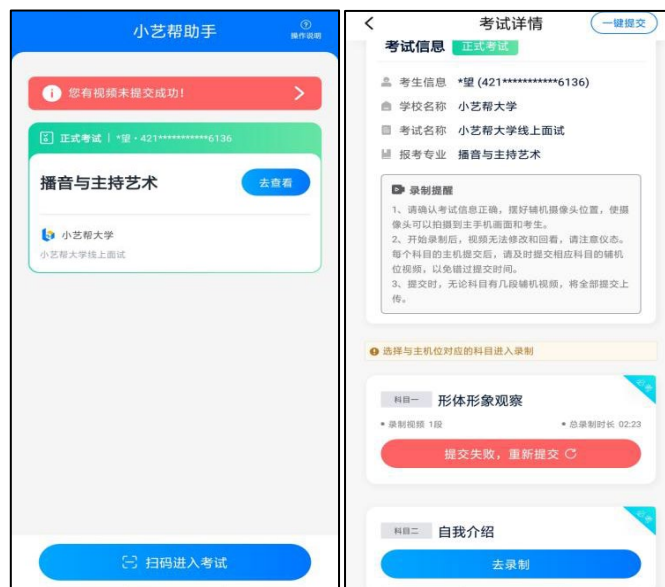 小艺帮助手
操作说明
您有视频未提交成功!
正式考试 | *望·421***********6136
播音与主持艺术
去查看
小艺帮大学
小艺帮大学线上面试
扫码进入考试
考试详情
一键提交
考试信息 正式考试
考生信息 *望 (421***********6136)
学校名称 小艺帮大学
考试名称 小艺帮大学线上面试
报考专业 播音与主持艺术
录制提醒
1、请确认考试信息正确,摆好辅机摄像头位置,使摄
像头可以拍摄到主手机画面和考生。
2、开始录制后,视频无法修改和回看,请注意仪态。
每个科目的主机提交后,请及时提交相应科目的辅机
位视频,以免错过提交时间。
3、提交时,无论科目有几段辅机视频,将全部提交上
传。
选择与主机位对应的科目进入录制
必考
科目一 形体形象观察
录制视频 1段 总录制时长 02:23
提交失败,重新提交
必考
科目二 自我介绍
去录制